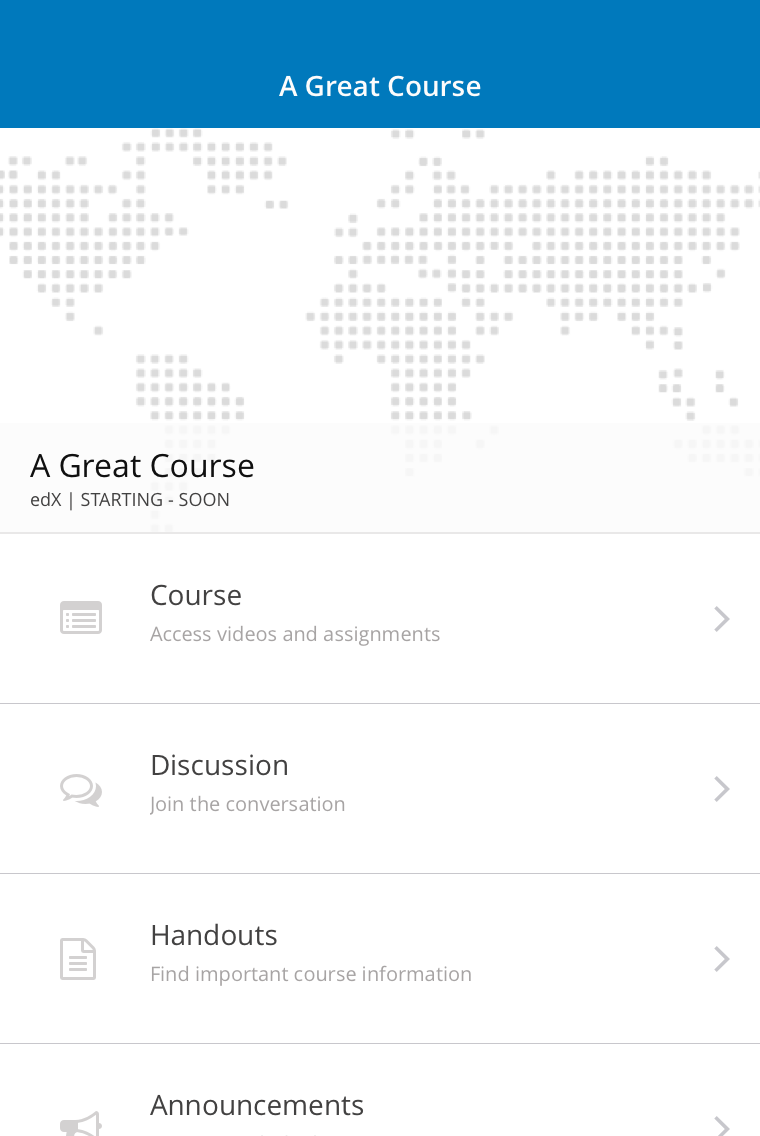 A Great Course
A Great Course
edX | STARTING - SOON
Course
Access videos and assignments
Discussion
Join the conversation
Handouts
Find important course information
Announcements